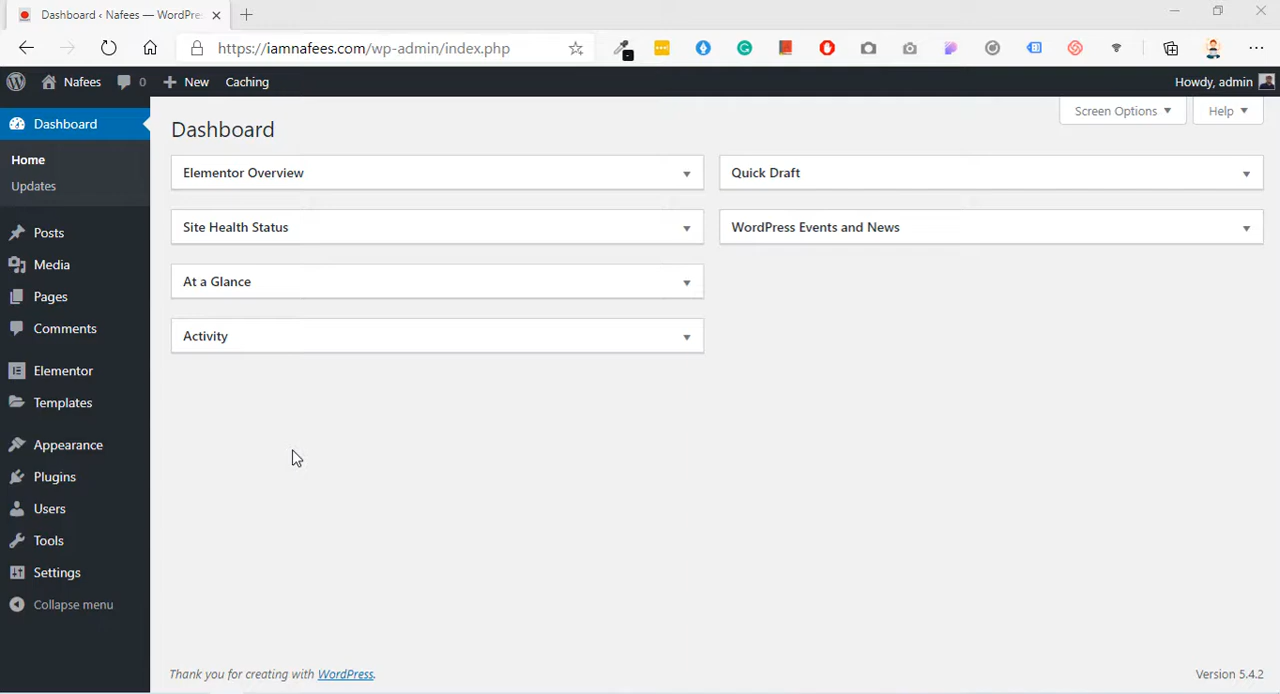 Dashboard ‹ Nafees — WordPre
https://iamnafees.com/wp-admin/index.php
Nafees 0 New Caching Howdy, admin
Screen Options Help
Dashboard
Home
Updates
Posts
Media
Pages
Comments
Elementor
Templates
Appearance
Plugins
Users
Tools
Settings
Collapse menu
Dashboard
Elementor Overview
Quick Draft
Site Health Status
WordPress Events and News
At a Glance
Activity
Thank you for creating with WordPress.
Version 5.4.2